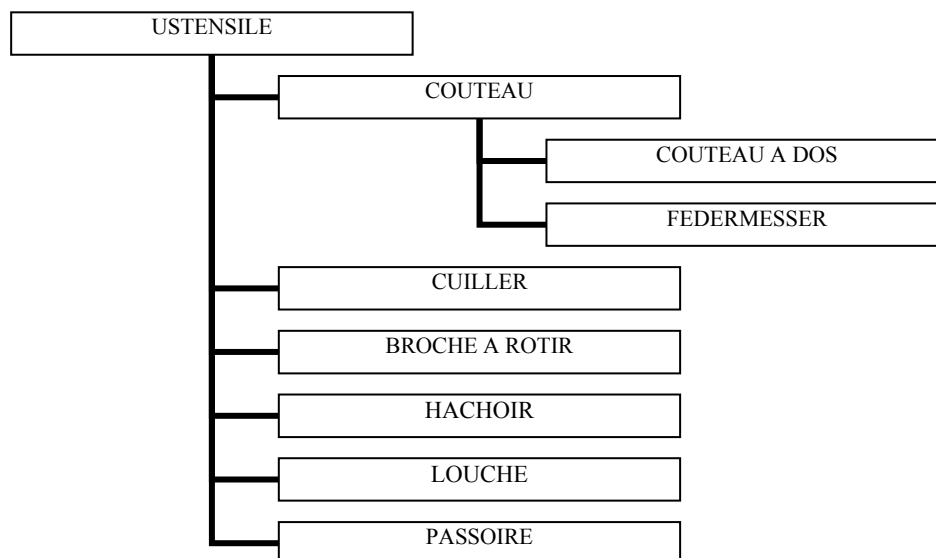 USTENSILE
COUTEAU
COUTEAU A DOS
FEDERMESSER
CUILLER
BROCHE A ROTIR
HACHOIR
LOUCHE
PASSOIRE